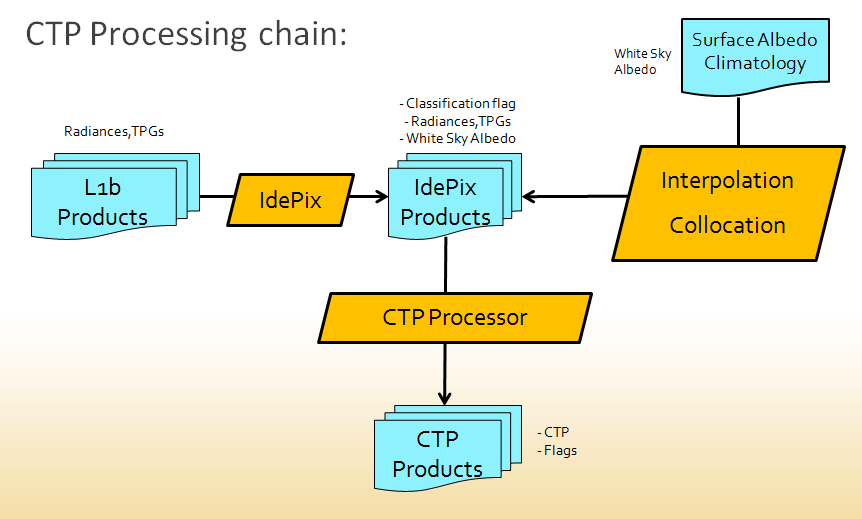 CTP Processing chain:
White Sky
Albedo
Surface Albedo
Climatology
Radiances,TPGs
- Classification flag
- Radiances,TPGs
- White Sky Albedo
L1b
Products
IdePix
IdePix
Products
Interpolation
Collocation
CTP Processor
CTP
Products
- CTP
- Flags